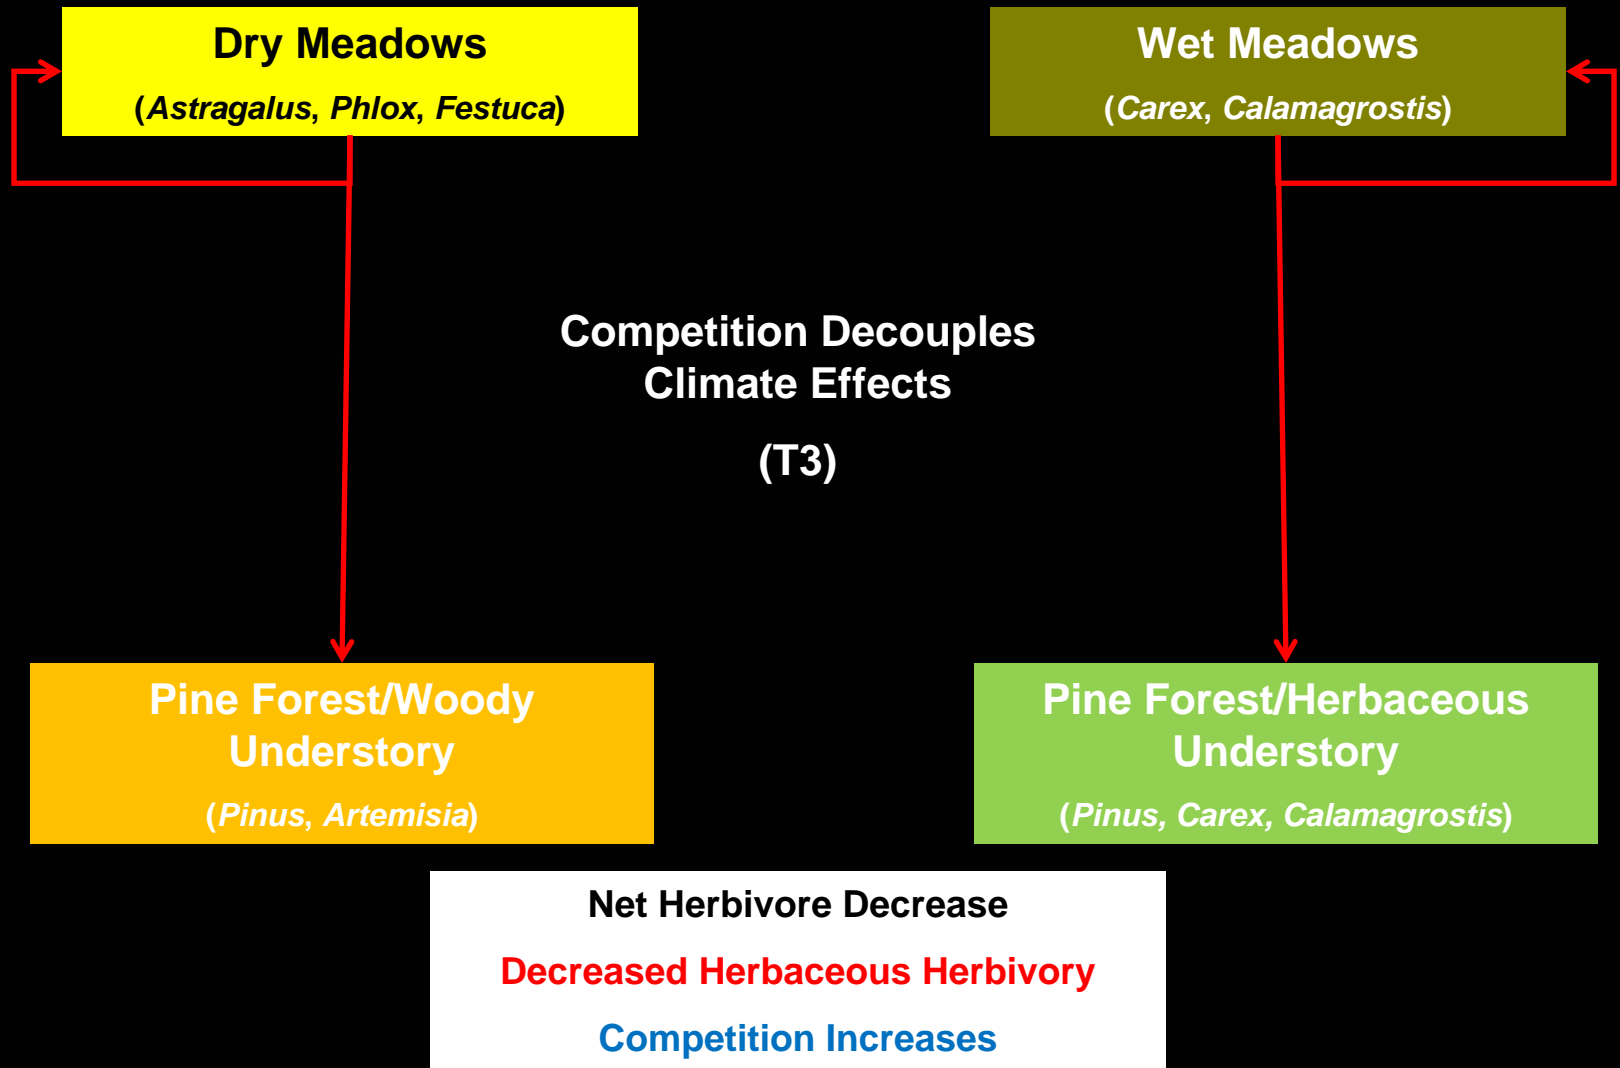 Dry Meadows
(Astragalus, Phlox, Festuca)
Wet Meadows
(Carex, Calamagrostis)
Competition Decouples
Climate Effects
(T3)
Pine Forest/Woody
Understory
(Pinus, Artemisia)
Pine Forest/Herbaceous
Understory
(Pinus, Carex, Calamagrostis)
Net Herbivore Decrease
Decreased Herbaceous Herbivory
Competition Increases